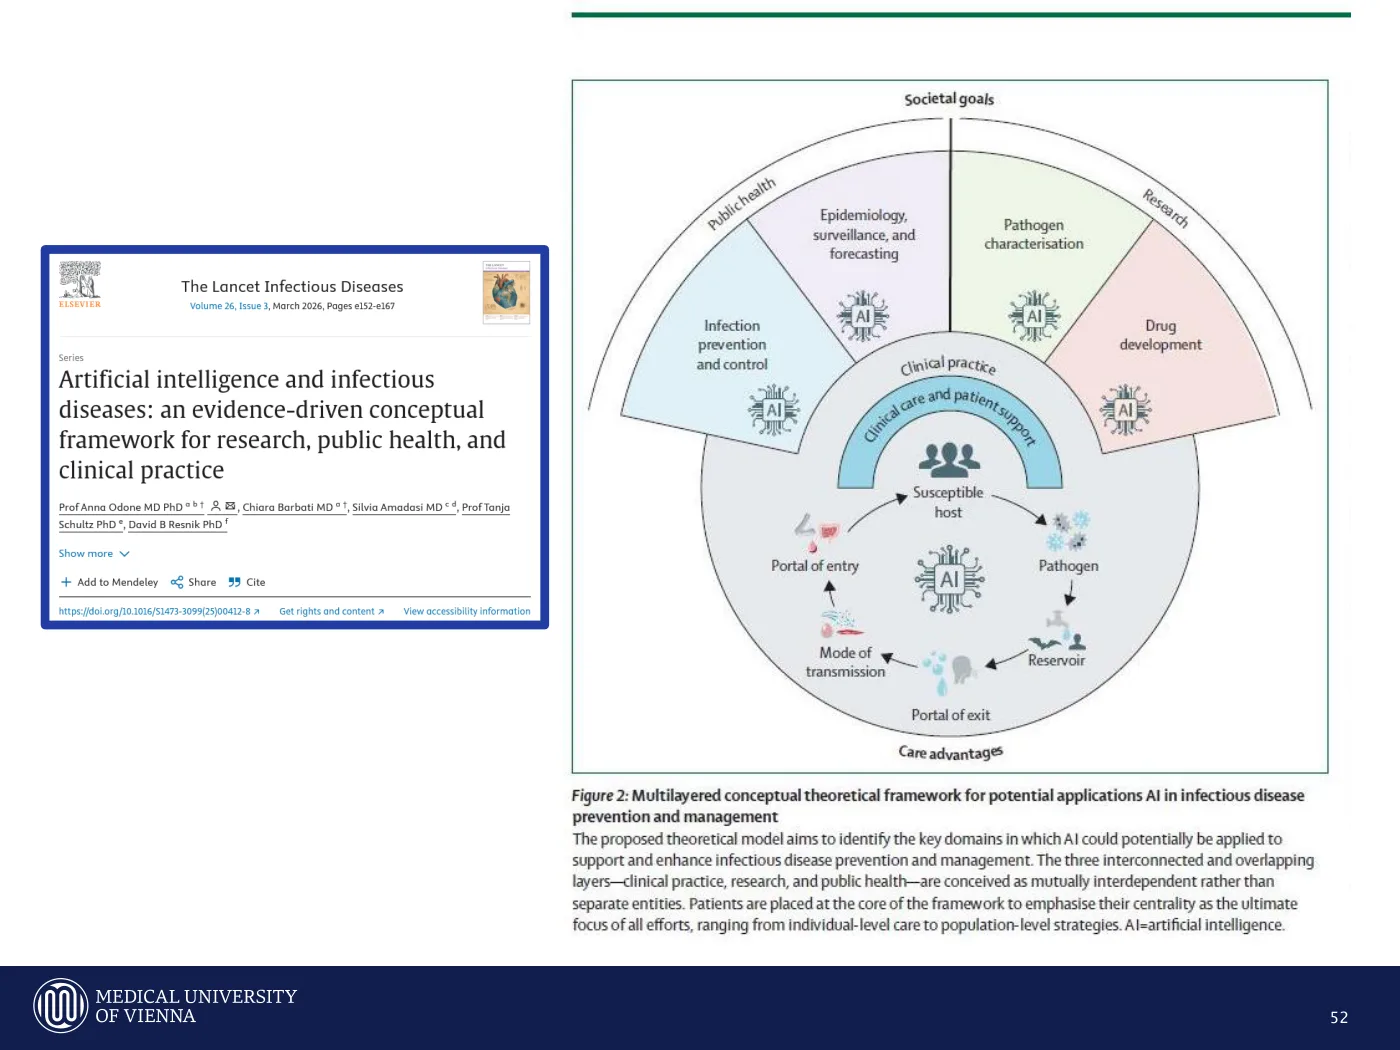 ELSEVIER
The Lancet Infectious Diseases
Volume 26, Issue 3, March 2026, Pages e152-e167
Series
Artificial intelligence and infectious
diseases: an evidence-driven conceptual
framework for research, public health, and
clinical practice
Prof Anna Odone MD PhD a b †, Chiara Barbati MD a †, Silvia Amadasi MD c d, Prof Tanja
Schultz PhD e, David B Resnik PhD f
Show more
Add to Mendeley Share Cite
https://doi.org/10.1016/S1473-3099(25)00412-8 Get rights and content View accessibility information
Societal goals
Public health
Research
Epidemiology,
surveillance, and
forecasting
AI
Pathogen
characterisation
AI
Infection
prevention
and control
AI
Drug
development
AI
Clinical practice
Clinical care and patient support
Susceptible
host
Pathogen
Reservoir
Portal of exit
Mode of
transmission
Portal of entry
AI
Care advantages
Figure 2: Multilayered conceptual theoretical framework for potential applications AI in infectious disease
prevention and management
The proposed theoretical model aims to identify the key domains in which AI could potentially be applied to
support and enhance infectious disease prevention and management. The three interconnected and overlapping
layers—clinical practice, research, and public health—are conceived as mutually interdependent rather than
separate entities. Patients are placed at the core of the framework to emphasise their centrality as the ultimate
focus of all efforts, ranging from individual-level care to population-level strategies. AI=artificial intelligence.
MEDICAL UNIVERSITY
OF VIENNA
52